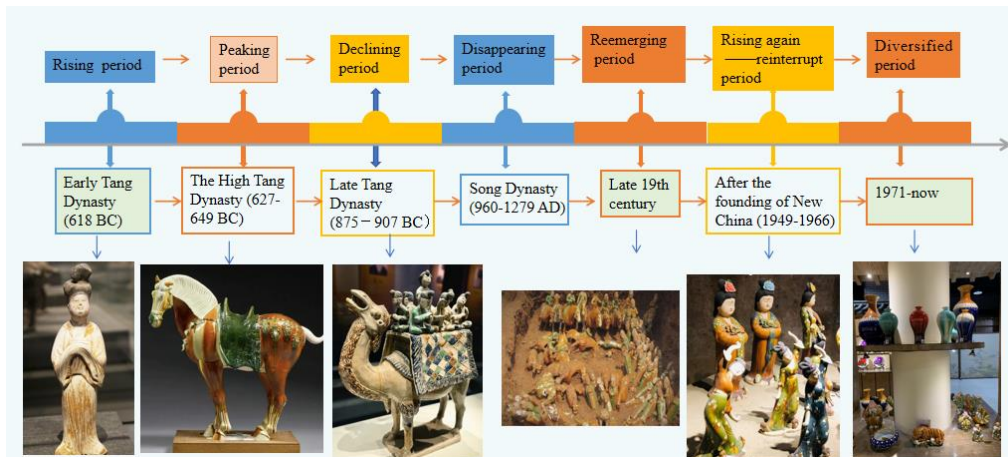 Rising period
Peaking
period
Declining
period
Disappearing
period
Reemerging
period
Rising again
——reinterrupt
period
Diversified
period
Early Tang
Dynasty
(618 BC)
The High Tang
Dynasty (627-
649 BC)
Late Tang
Dynasty
(875－907 BC)
Song Dynasty
(960-1279 AD)
Late 19th
century
After the
founding of New
China (1949-1966)
1971-now